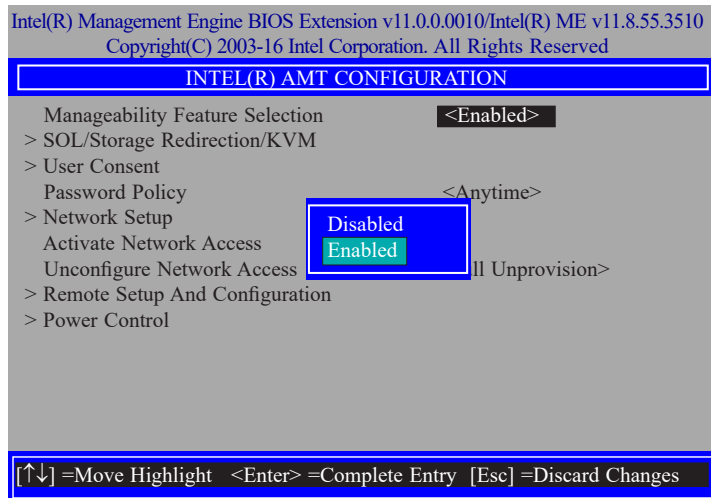 Intel(R) Management Engine BIOS Extension v11.0.0.0010/Intel(R) ME v11.8.55.3510
Copyright(C) 2003-16 Intel Corporation. All Rights Reserved
INTEL(R) AMT CONFIGURATION
Manageability Feature Selection <Enabled>
> SOL/Storage Redirection/KVM
> User Consent
Password Policy <Anytime>
> Network Setup
Disabled
Activate Network Access
Enabled
Unconfigure Network Access ll Unprovision>
> Remote Setup And Configuration
> Power Control
[↑↓] =Move Highlight <Enter> =Complete Entry [Esc] =Discard Changes